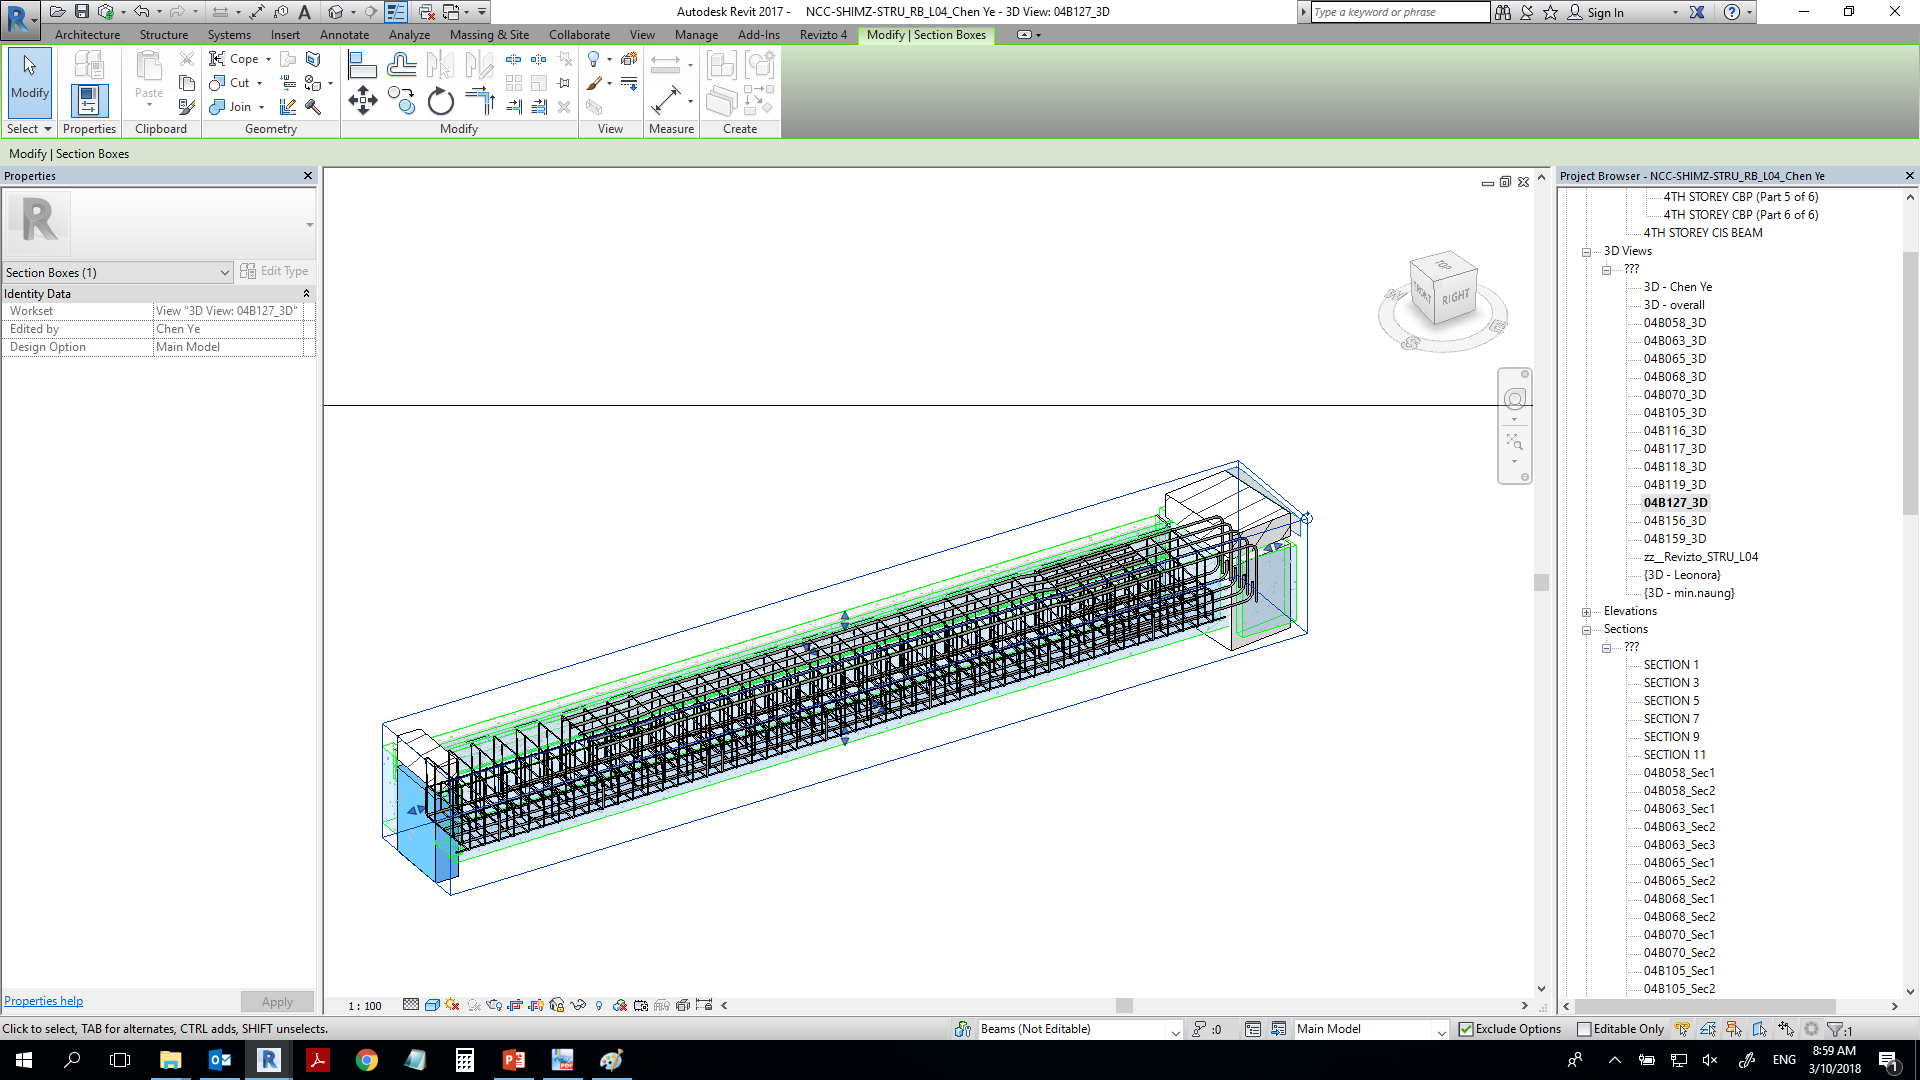 Autodesk Revit 2017 - NCC-SHIMZ-STRU_RB_L04_Chen Ye - 3D View: 04B127_3D
Type a keyword or phrase
Sign In
Architecture Structure Systems Insert Annotate Analyze Massing & Site Collaborate View Manage Add-Ins Revizto 4 Modify | Section Boxes
Modify
Paste
Cope
Cut
Join
Select Properties Clipboard Geometry Modify View Measure Create
Modify | Section Boxes
Properties
Section Boxes (1)
Edit Type
Identity Data
Workset View "3D View: 04B127_3D"
Edited by Chen Ye
Design Option Main Model
Properties help
Apply
TOP
FRONT
RIGHT
S
E
1 : 100
Project Browser - NCC-SHIMZ-STRU_RB_L04_Chen Ye
4TH STOREY CBP (Part 5 of 6)
4TH STOREY CBP (Part 6 of 6)
4TH STOREY CIS BEAM
3D Views
???
3D - Chen Ye
3D - overall
04B058_3D
04B063_3D
04B065_3D
04B068_3D
04B070_3D
04B105_3D
04B116_3D
04B117_3D
04B118_3D
04B119_3D
04B127_3D
04B156_3D
04B159_3D
zz__Revizto_STRU_L04
{3D - Leonora}
{3D - min.naung}
Elevations
Sections
???
SECTION 1
SECTION 3
SECTION 5
SECTION 7
SECTION 9
SECTION 11
04B058_Sec1
04B058_Sec2
04B063_Sec1
04B063_Sec2
04B063_Sec3
04B065_Sec1
04B065_Sec2
04B068_Sec1
04B068_Sec2
04B070_Sec1
04B070_Sec2
04B105_Sec1
04B105_Sec2
Click to select, TAB for alternates, CTRL adds, SHIFT unselects.
Beams (Not Editable)
:0
Main Model
Exclude Options
Editable Only
:1
ENG
8:59 AM
3/10/2018
1